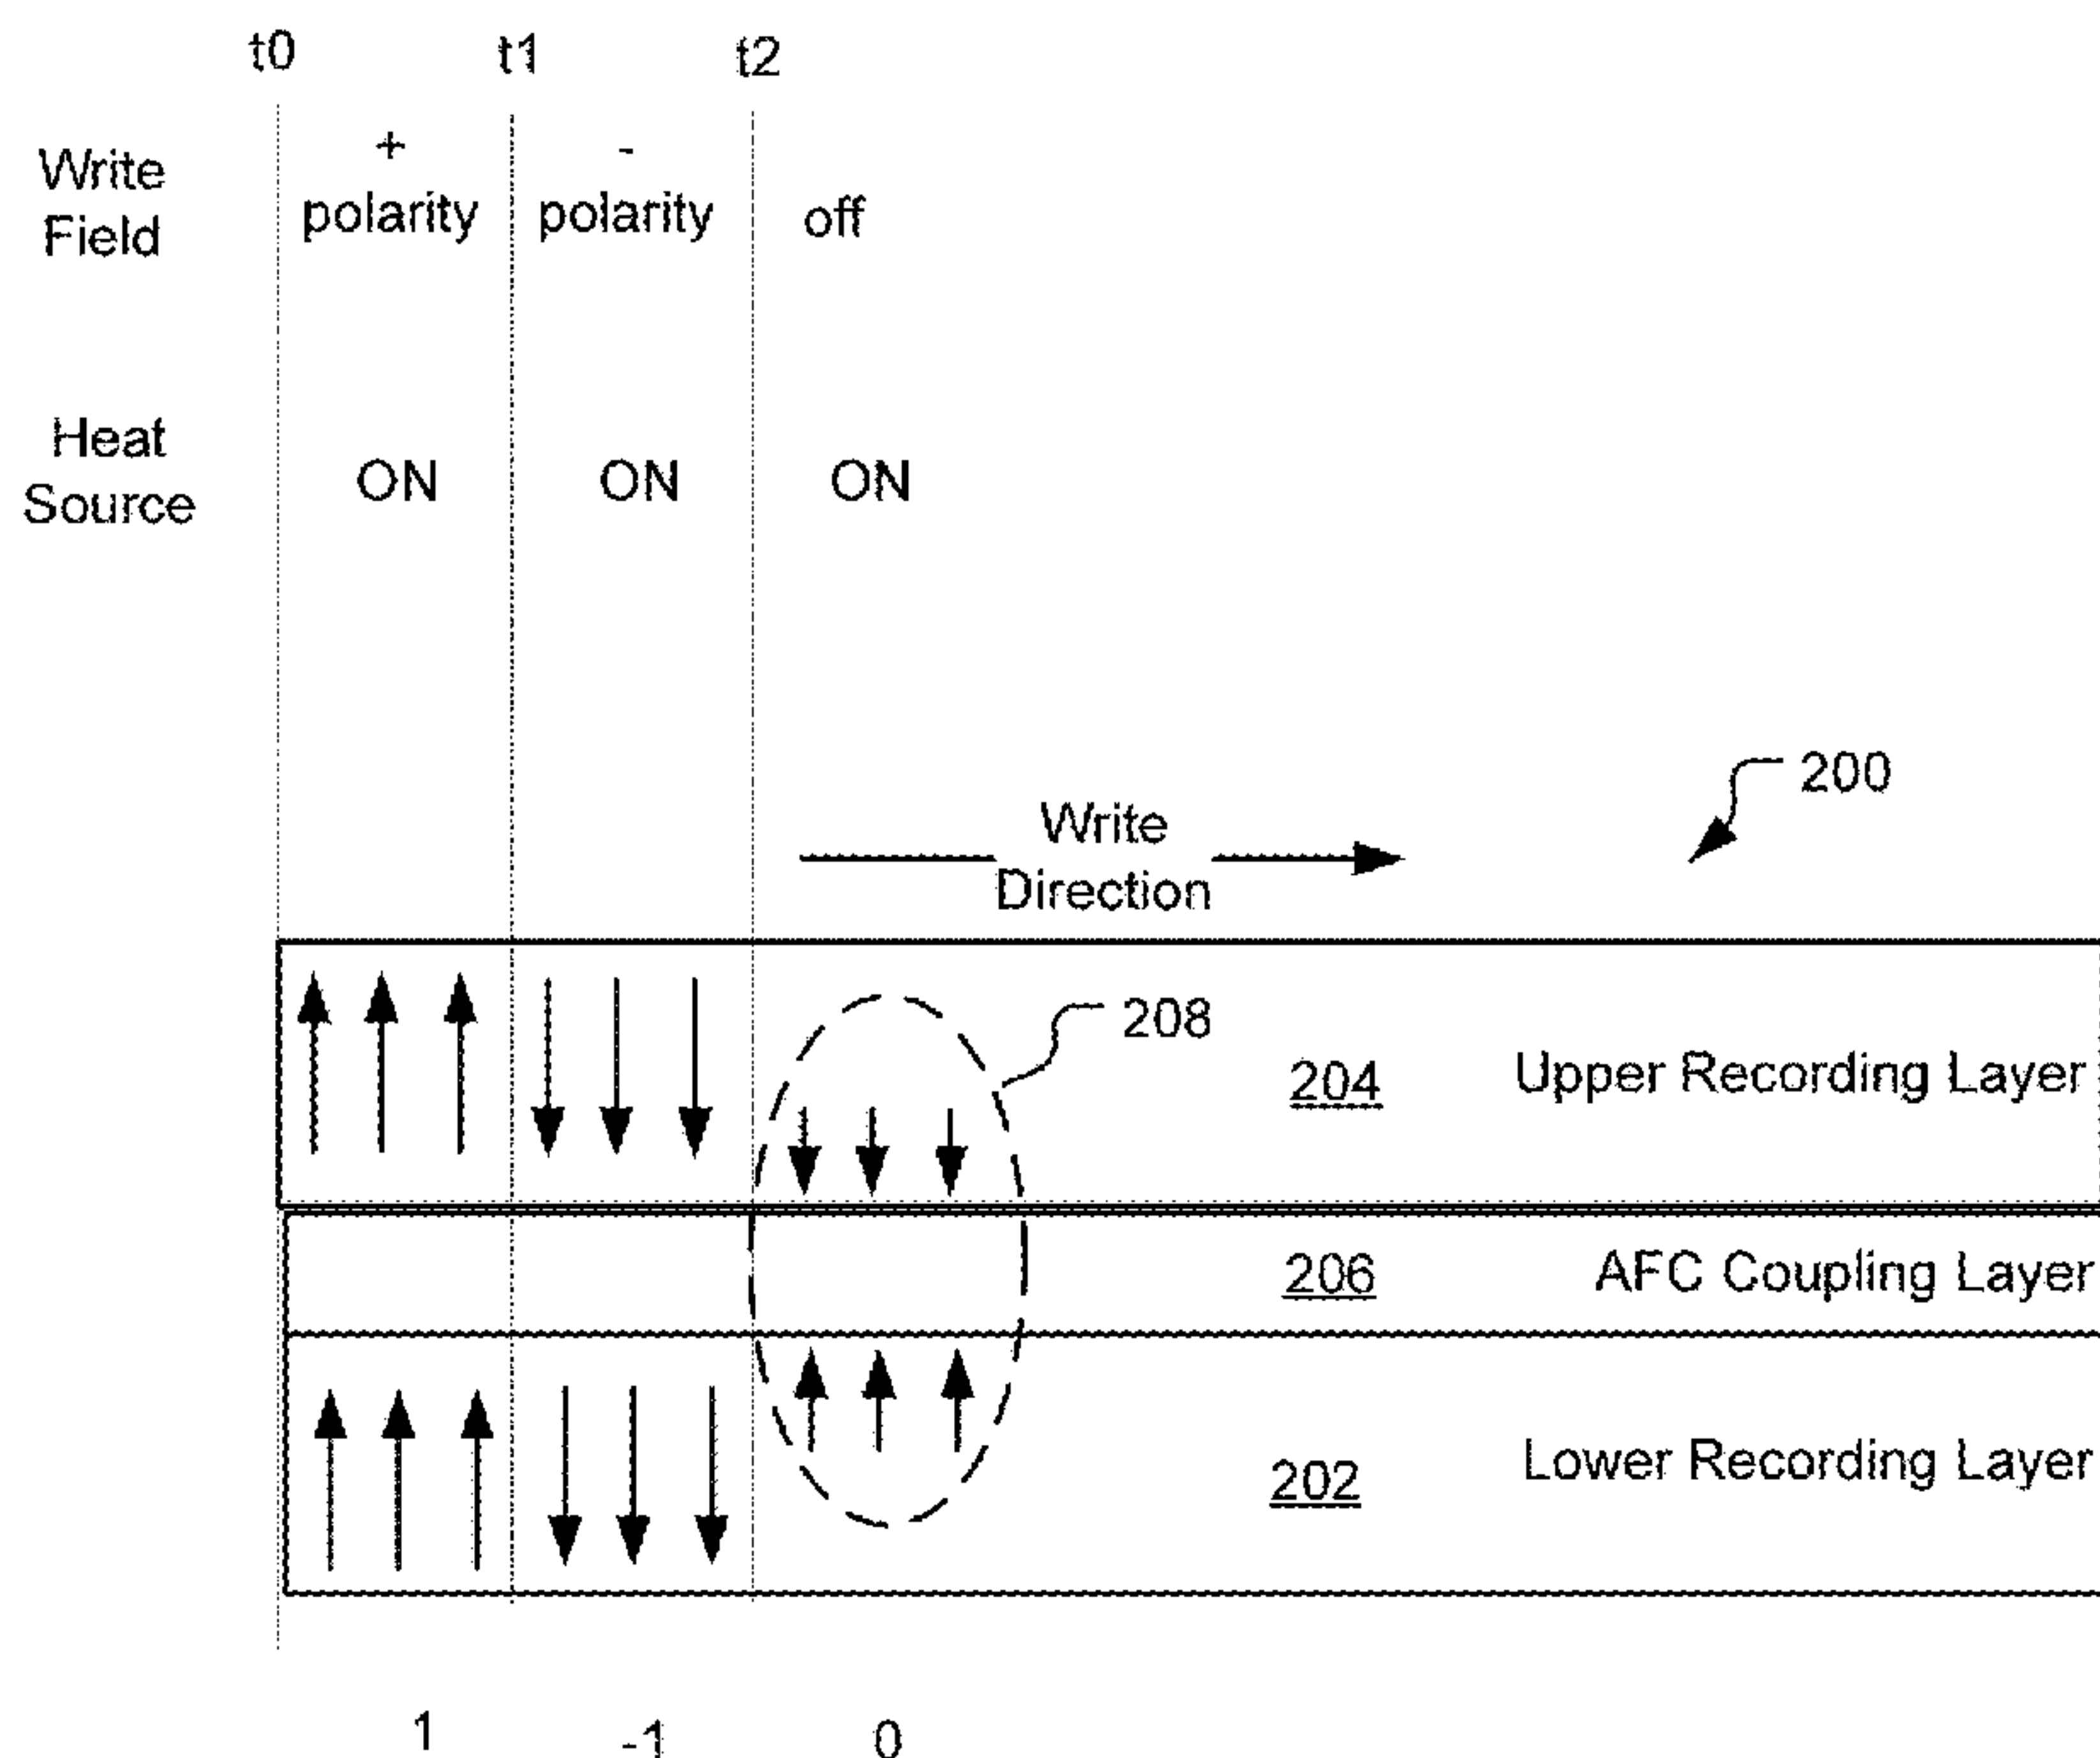 t0 t1 t2
Write
Field
+
polarity
-
polarity
off
Heat
Source
ON ON ON
Write
Direction
200
208
204 Upper Recording Layer
206 AFC Coupling Layer
202 Lower Recording Layer
1 -1 0